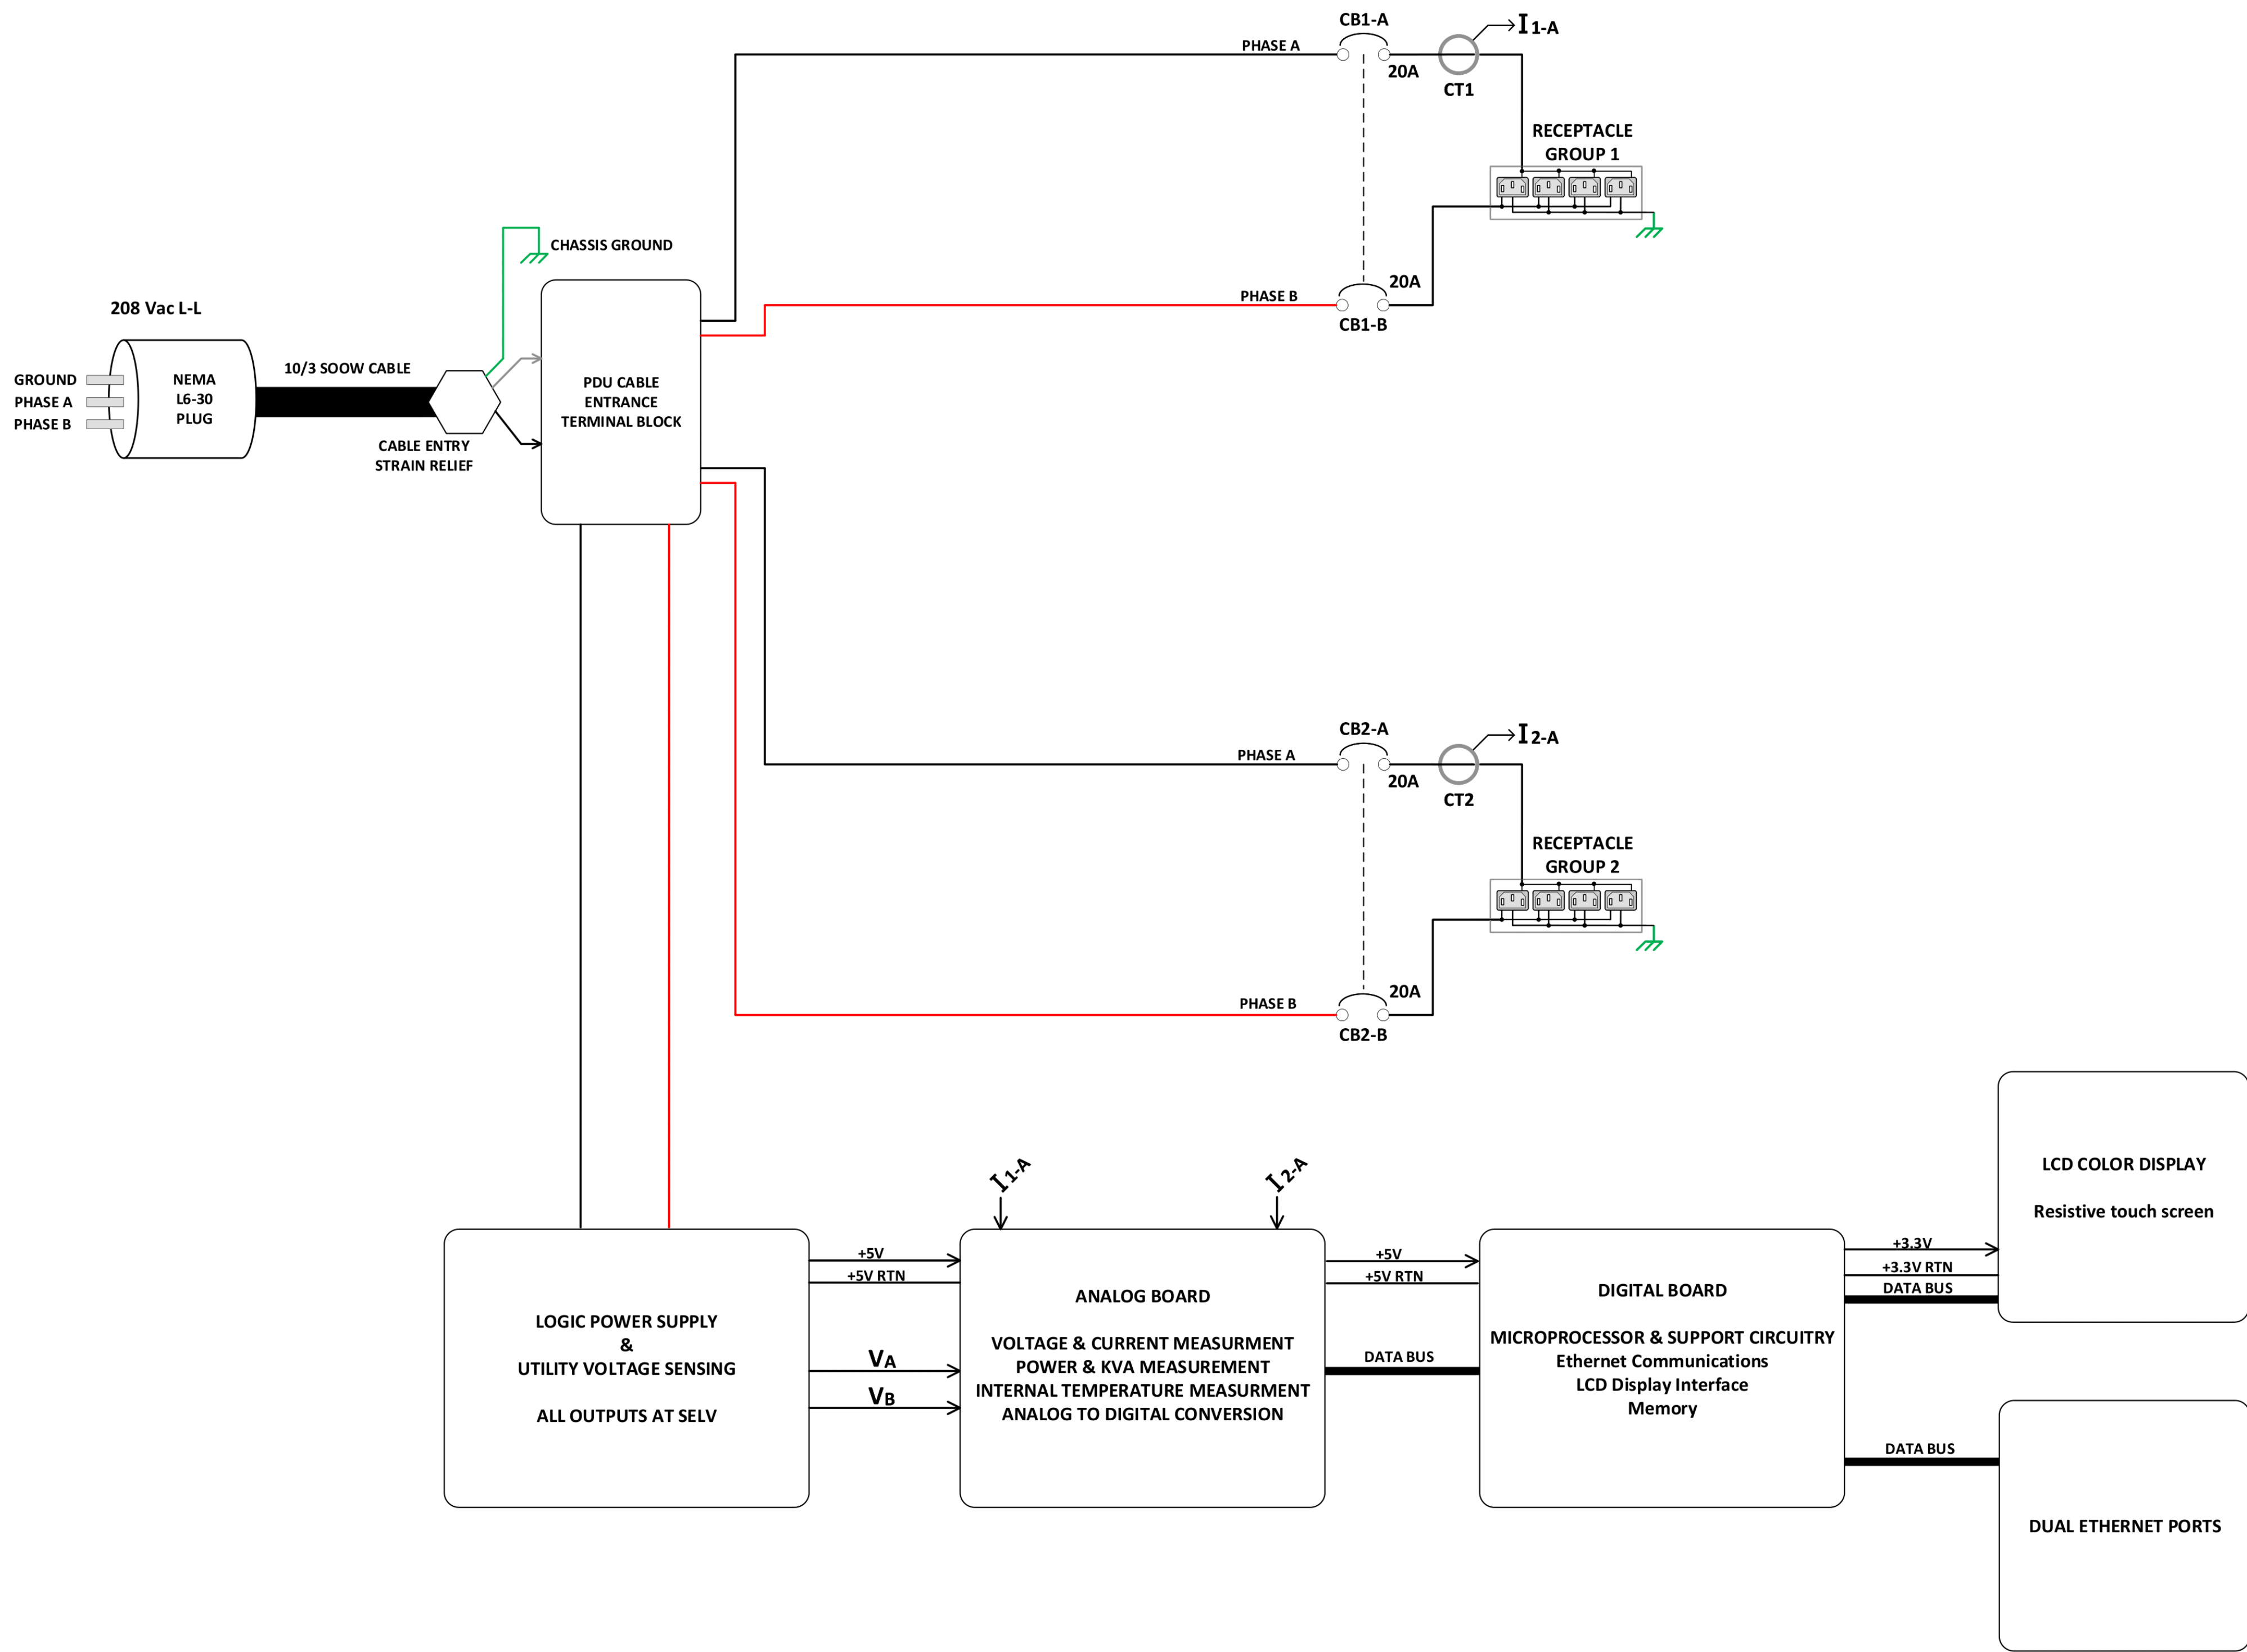 CB1-A
I 1-A
PHASE A
20A
CT1
RECEPTACLE
GROUP 1
CHASSIS GROUND
20A
PHASE B
CB1-B
208 Vac L-L
10/3 SOOW CABLE
GROUND
PHASE A
PHASE B
NEMA
L6-30
PLUG
PDU CABLE
ENTRANCE
TERMINAL BLOCK
CABLE ENTRY
STRAIN RELIEF
CB2-A
I 2-A
PHASE A
20A
CT2
RECEPTACLE
GROUP 2
20A
PHASE B
CB2-B
I 1-A
I 2-A
LOGIC POWER SUPPLY
&
UTILITY VOLTAGE SENSING
ALL OUTPUTS AT SELV
+5V
+5V RTN
VA
VB
ANALOG BOARD
VOLTAGE & CURRENT MEASURMENT
POWER & KVA MEASUREMENT
INTERNAL TEMPERATURE MEASURMENT
ANALOG TO DIGITAL CONVERSION
+5V
+5V RTN
DATA BUS
DIGITAL BOARD
MICROPROCESSOR & SUPPORT CIRCUITRY
Ethernet Communications
LCD Display Interface
Memory
+3.3V
+3.3V RTN
DATA BUS
DATA BUS
LCD COLOR DISPLAY
Resistive touch screen
DUAL ETHERNET PORTS